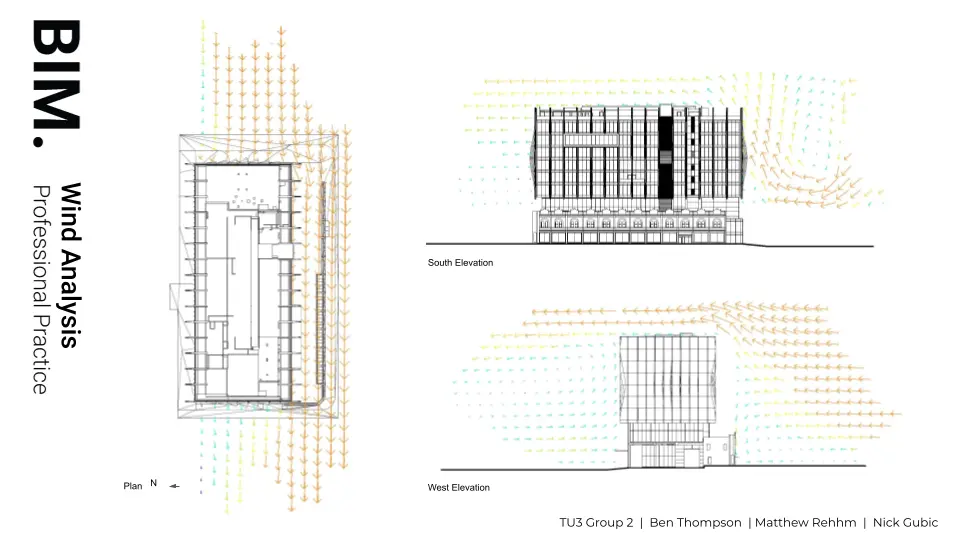 BIM.
Wind Analysis
Professional Practice
Plan N
South Elevation
West Elevation
TU3 Group 2 | Ben Thompson | Matthew Rehhm | Nick Gubic